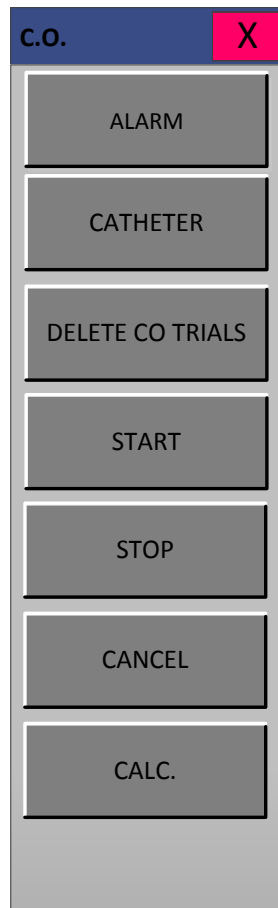 C.O. X
ALARM
CATHETER
DELETE CO TRIALS
START
STOP
CANCEL
CALC.